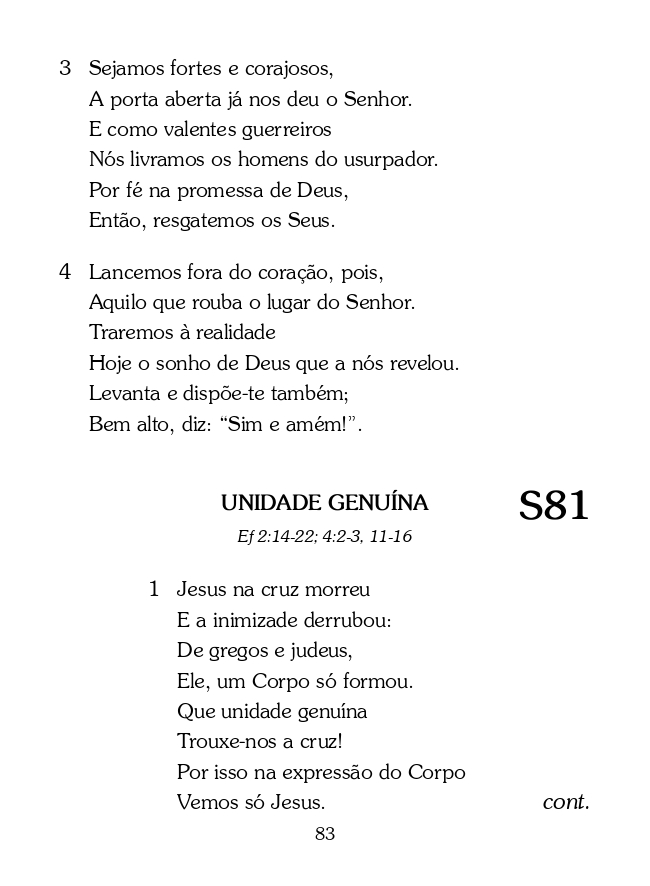 3 Sejamos fortes e corajosos,
A porta aberta já nos deu o Senhor.
E como valentes guerreiros
Nós livramos os homens do usurpador.
Por fé na promessa de Deus,
Então, resgatemos os Seus.
4 Lancemos fora do coração, pois,
Aquilo que rouba o lugar do Senhor.
Traremos à realidade
Hoje o sonho de Deus que a nós revelou.
Levanta e dispõe-te também;
Bem alto, diz: “Sim e amém!”.
UNIDADE GENUÍNA S81
Ef 2:14-22; 4:2-3, 11-16
1 Jesus na cruz morreu
E a inimizade derrubou:
De gregos e judeus,
Ele, um Corpo só formou.
Que unidade genuína
Trouxe-nos a cruz!
Por isso na expressão do Corpo
Vemos só Jesus. cont.
83